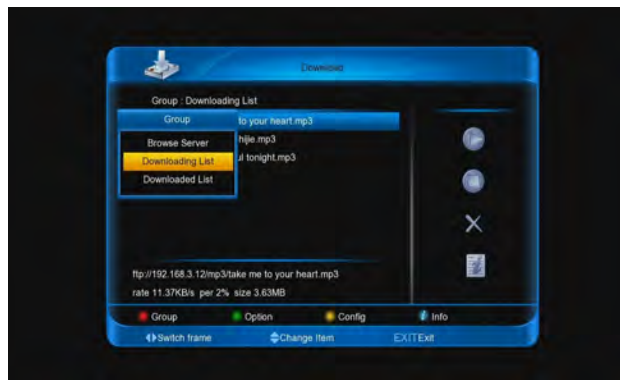 Download
Group : Downloading List
Group
to your heart.mp3
Browse Server
hijie.mp3
Downloading List
ul tonight.mp3
Downloaded List
ftp://192.168.3.12/mp3/take me to your heart.mp3
rate 11.37KB/s per 2% size 3.63MB
Group Option Config i Info
Switch frame Change Item EXIT Exit